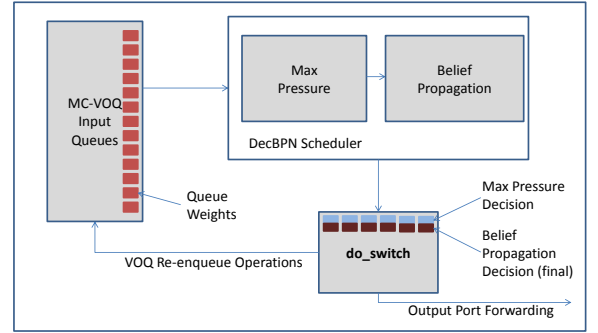 MC-VOQ
Input
Queues
Max
Pressure
Belief
Propagation
DecBPN Scheduler
Queue
Weights
Max Pressure
Decision
Belief
Propagation
Decision (final)
do_switch
VOQ Re-enqueue Operations
Output Port Forwarding